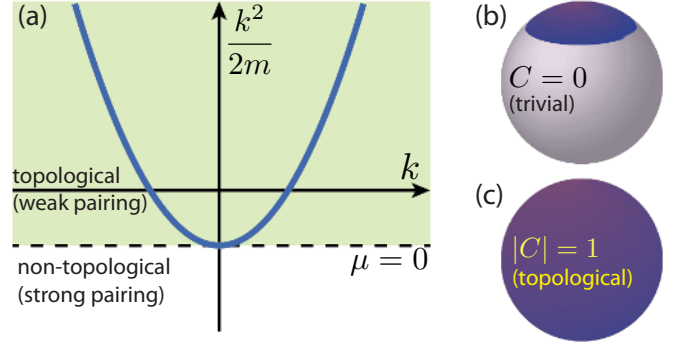 (a)
k²/2m
topological
(weak pairing)
k
μ = 0
non-topological
(strong pairing)
(b)
C = 0
(trivial)
(c)
|C| = 1
(topological)